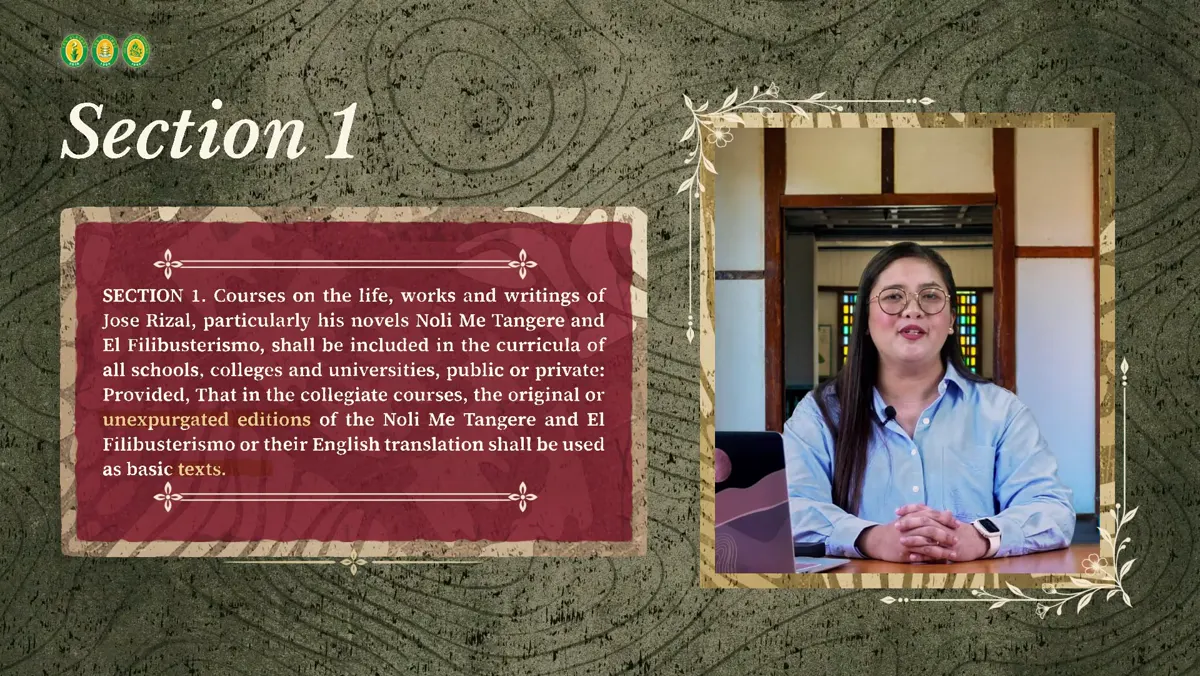 Section 1
SECTION 1. Courses on the life, works and writings of
Jose Rizal, particularly his novels Noli Me Tangere and
El Filibusterismo, shall be included in the curricula of
all schools, colleges and universities, public or private:
Provided, That in the collegiate courses, the original or
unexpurgated editions of the Noli Me Tangere and El
Filibusterismo or their English translation shall be used
as basic texts.